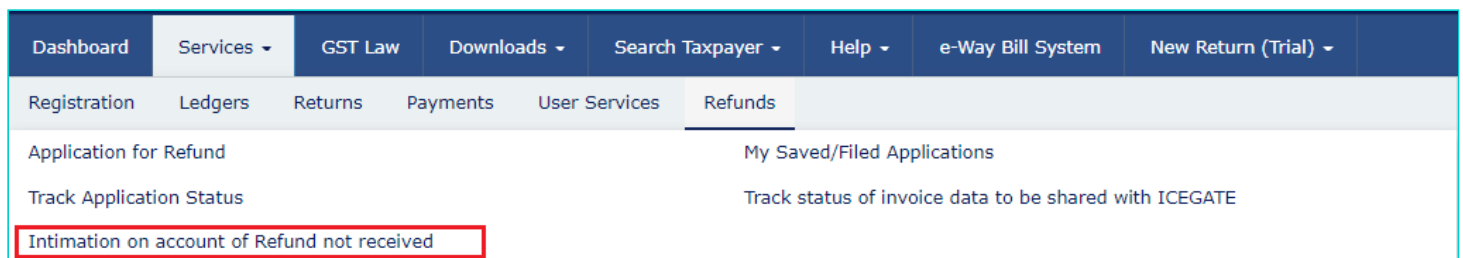 Dashboard Services GST Law Downloads Search Taxpayer Help e-Way Bill System New Return (Trial)
Registration Ledgers Returns Payments User Services Refunds
Application for Refund My Saved/Filed Applications
Track Application Status Track status of invoice data to be shared with ICEGATE
Intimation on account of Refund not received